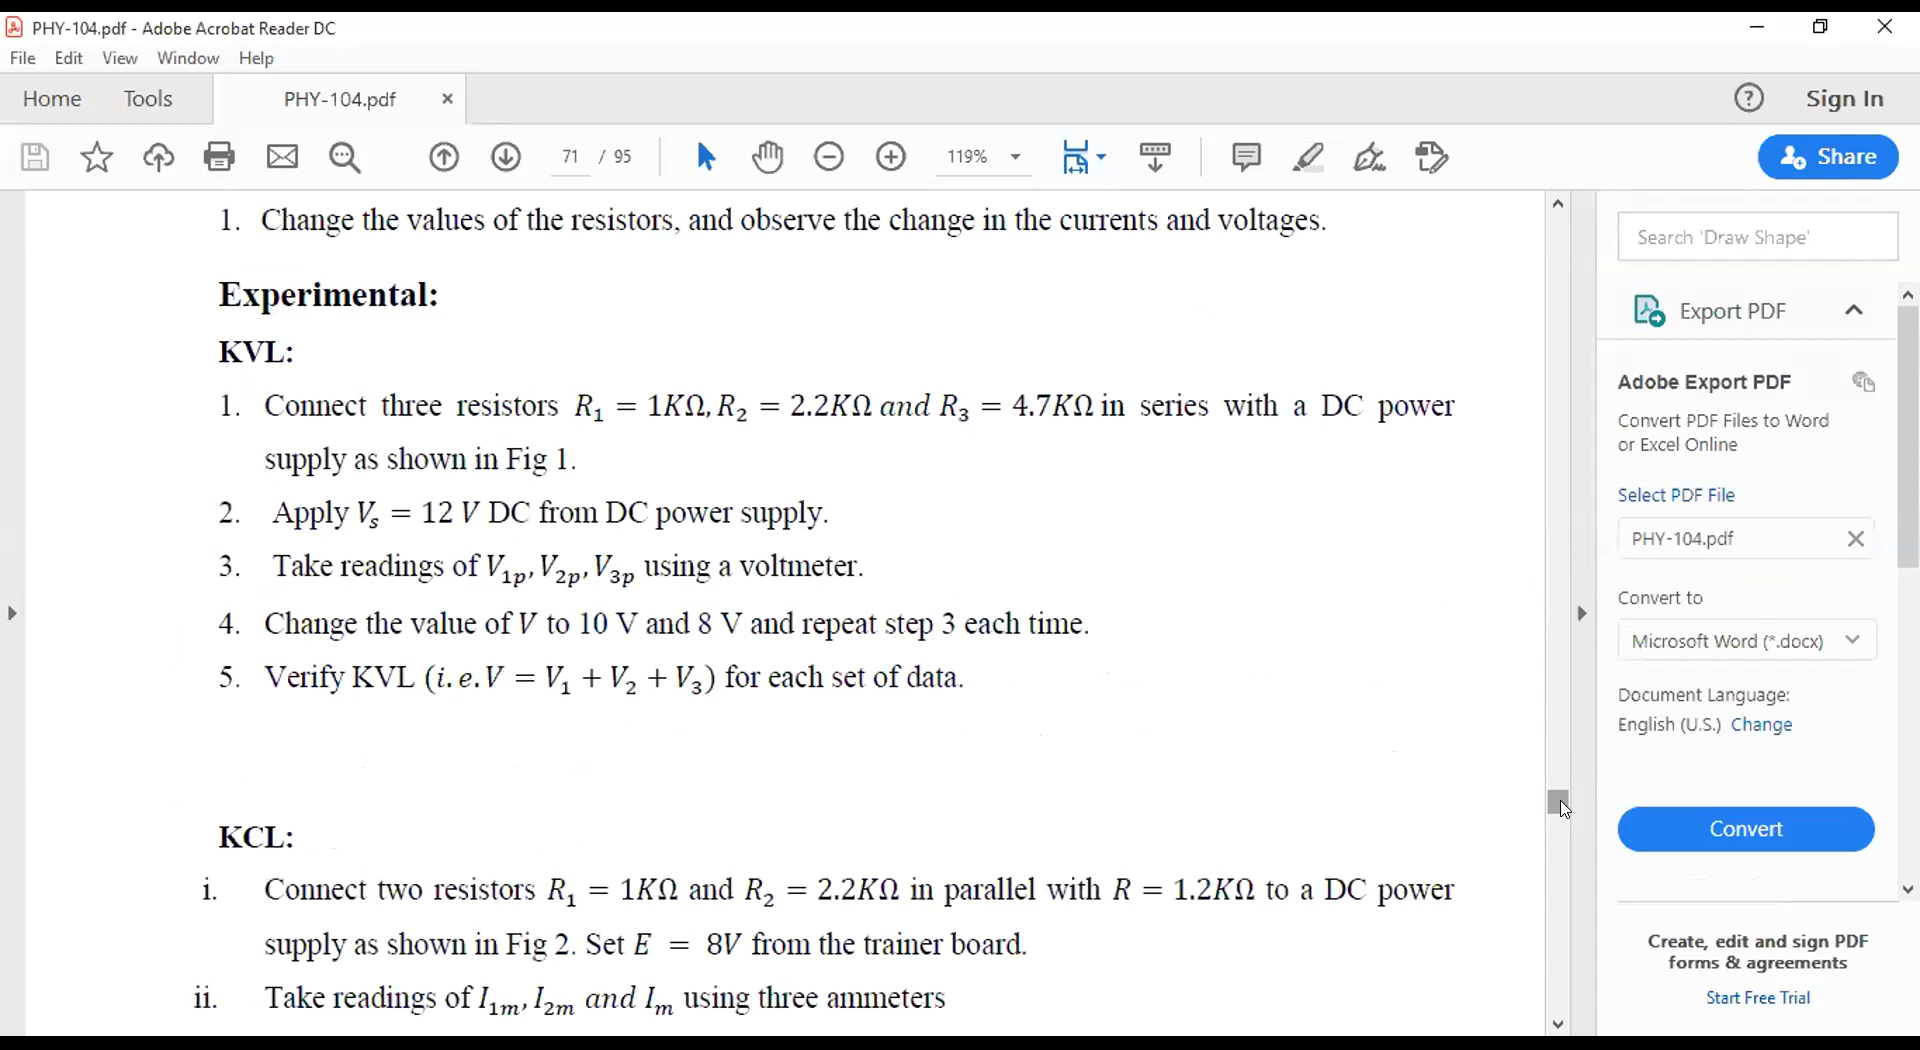 PHY-104.pdf - Adobe Acrobat Reader DC
File Edit View Window Help
Home Tools PHY-104.pdf × Sign In
71 / 95 119% Share
1. Change the values of the resistors, and observe the change in the currents and voltages.
Experimental:
KVL:
1. Connect three resistors R₁ = 1KΩ, R₂ = 2.2KΩ and R₃ = 4.7KΩ in series with a DC power
supply as shown in Fig 1.
2. Apply Vₛ = 12 V DC from DC power supply.
3. Take readings of V₁ₚ, V₂ₚ, V₃ₚ using a voltmeter.
4. Change the value of V to 10 V and 8 V and repeat step 3 each time.
5. Verify KVL (i.e.V = V₁ + V₂ + V₃) for each set of data.
KCL:
i. Connect two resistors R₁ = 1KΩ and R₂ = 2.2KΩ in parallel with R = 1.2KΩ to a DC power
supply as shown in Fig 2. Set E = 8V from the trainer board.
ii. Take readings of I₁ₘ, I₂ₘ and Iₘ using three ammeters
Search 'Draw Shape'
Export PDF
Adobe Export PDF
Convert PDF Files to Word
or Excel Online
Select PDF File
PHY-104.pdf
Convert to
Microsoft Word (*.docx)
Document Language:
English (U.S.) Change
Convert
Create, edit and sign PDF
forms & agreements
Start Free Trial